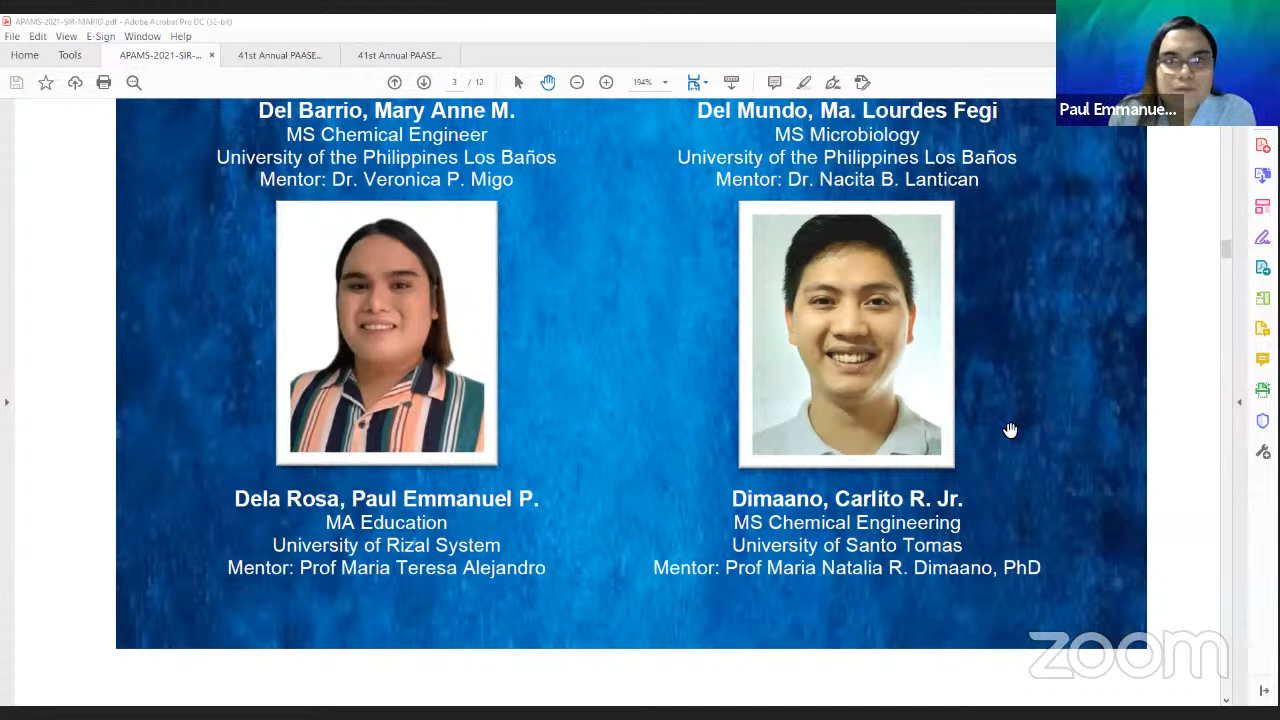 APAMS-2021-SIR-MARIO.pdf - Adobe Acrobat Pro DC (32-bit)
File Edit View E-Sign Window Help
Home Tools APAMS-2021-SIR-... × 41st Annual PAASE... 41st Annual PAASE...
3 / 12 194%
Paul Emmanue...
Del Barrio, Mary Anne M.
MS Chemical Engineer
University of the Philippines Los Baños
Mentor: Dr. Veronica P. Migo
Del Mundo, Ma. Lourdes Fegi
MS Microbiology
University of the Philippines Los Baños
Mentor: Dr. Nacita B. Lantican
Dela Rosa, Paul Emmanuel P.
MA Education
University of Rizal System
Mentor: Prof Maria Teresa Alejandro
Dimaano, Carlito R. Jr.
MS Chemical Engineering
University of Santo Tomas
Mentor: Prof Maria Natalia R. Dimaano, PhD
zoom